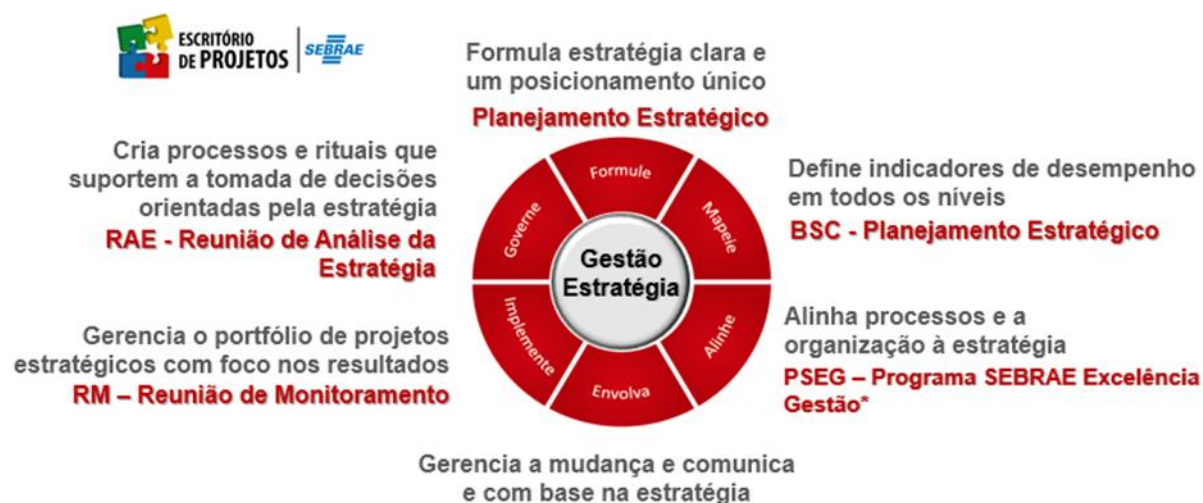 ESCRITÓRIO
DE PROJETOS
SEBRAE
Formula estratégia clara e
um posicionamento único
Planejamento Estratégico
Cria processos e rituais que
suportem a tomada de decisões
orientadas pela estratégia
RAE - Reunião de Análise da
Estratégia
Define indicadores de desempenho
em todos os níveis
BSC - Planejamento Estratégico
Formule
Mapeie
Alinhe
Envolva
Implemente
Governe
Gestão
Estratégia
Gerencia o portfólio de projetos
estratégicos com foco nos resultados
RM – Reunião de Monitoramento
Alinha processos e a
organização à estratégia
PSEG – Programa SEBRAE Excelência
Gestão*
Gerencia a mudança e comunica
e com base na estratégia